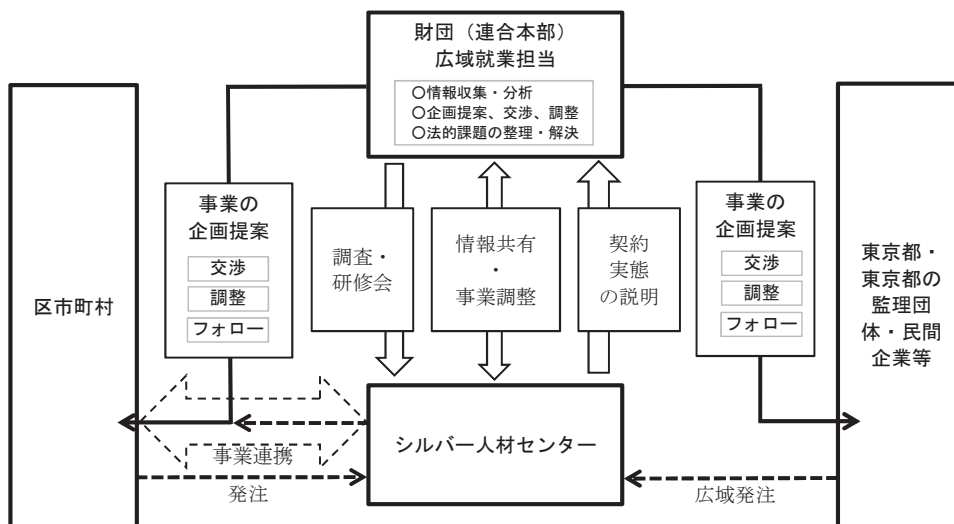 財団（連合本部）
広域就業担当
○情報収集・分析
○企画提案、交渉、調整
○法的課題の整理・解決
事業の
企画提案
交渉
調整
フォロー
調査・
研修会
情報共有
・
事業調整
契約
実態
の説明
事業の
企画提案
交渉
調整
フォロー
区市町村
東京都・
東京都の
監理団
体・民間
企業等
シルバー人材センター
事業連携
発注
広域発注